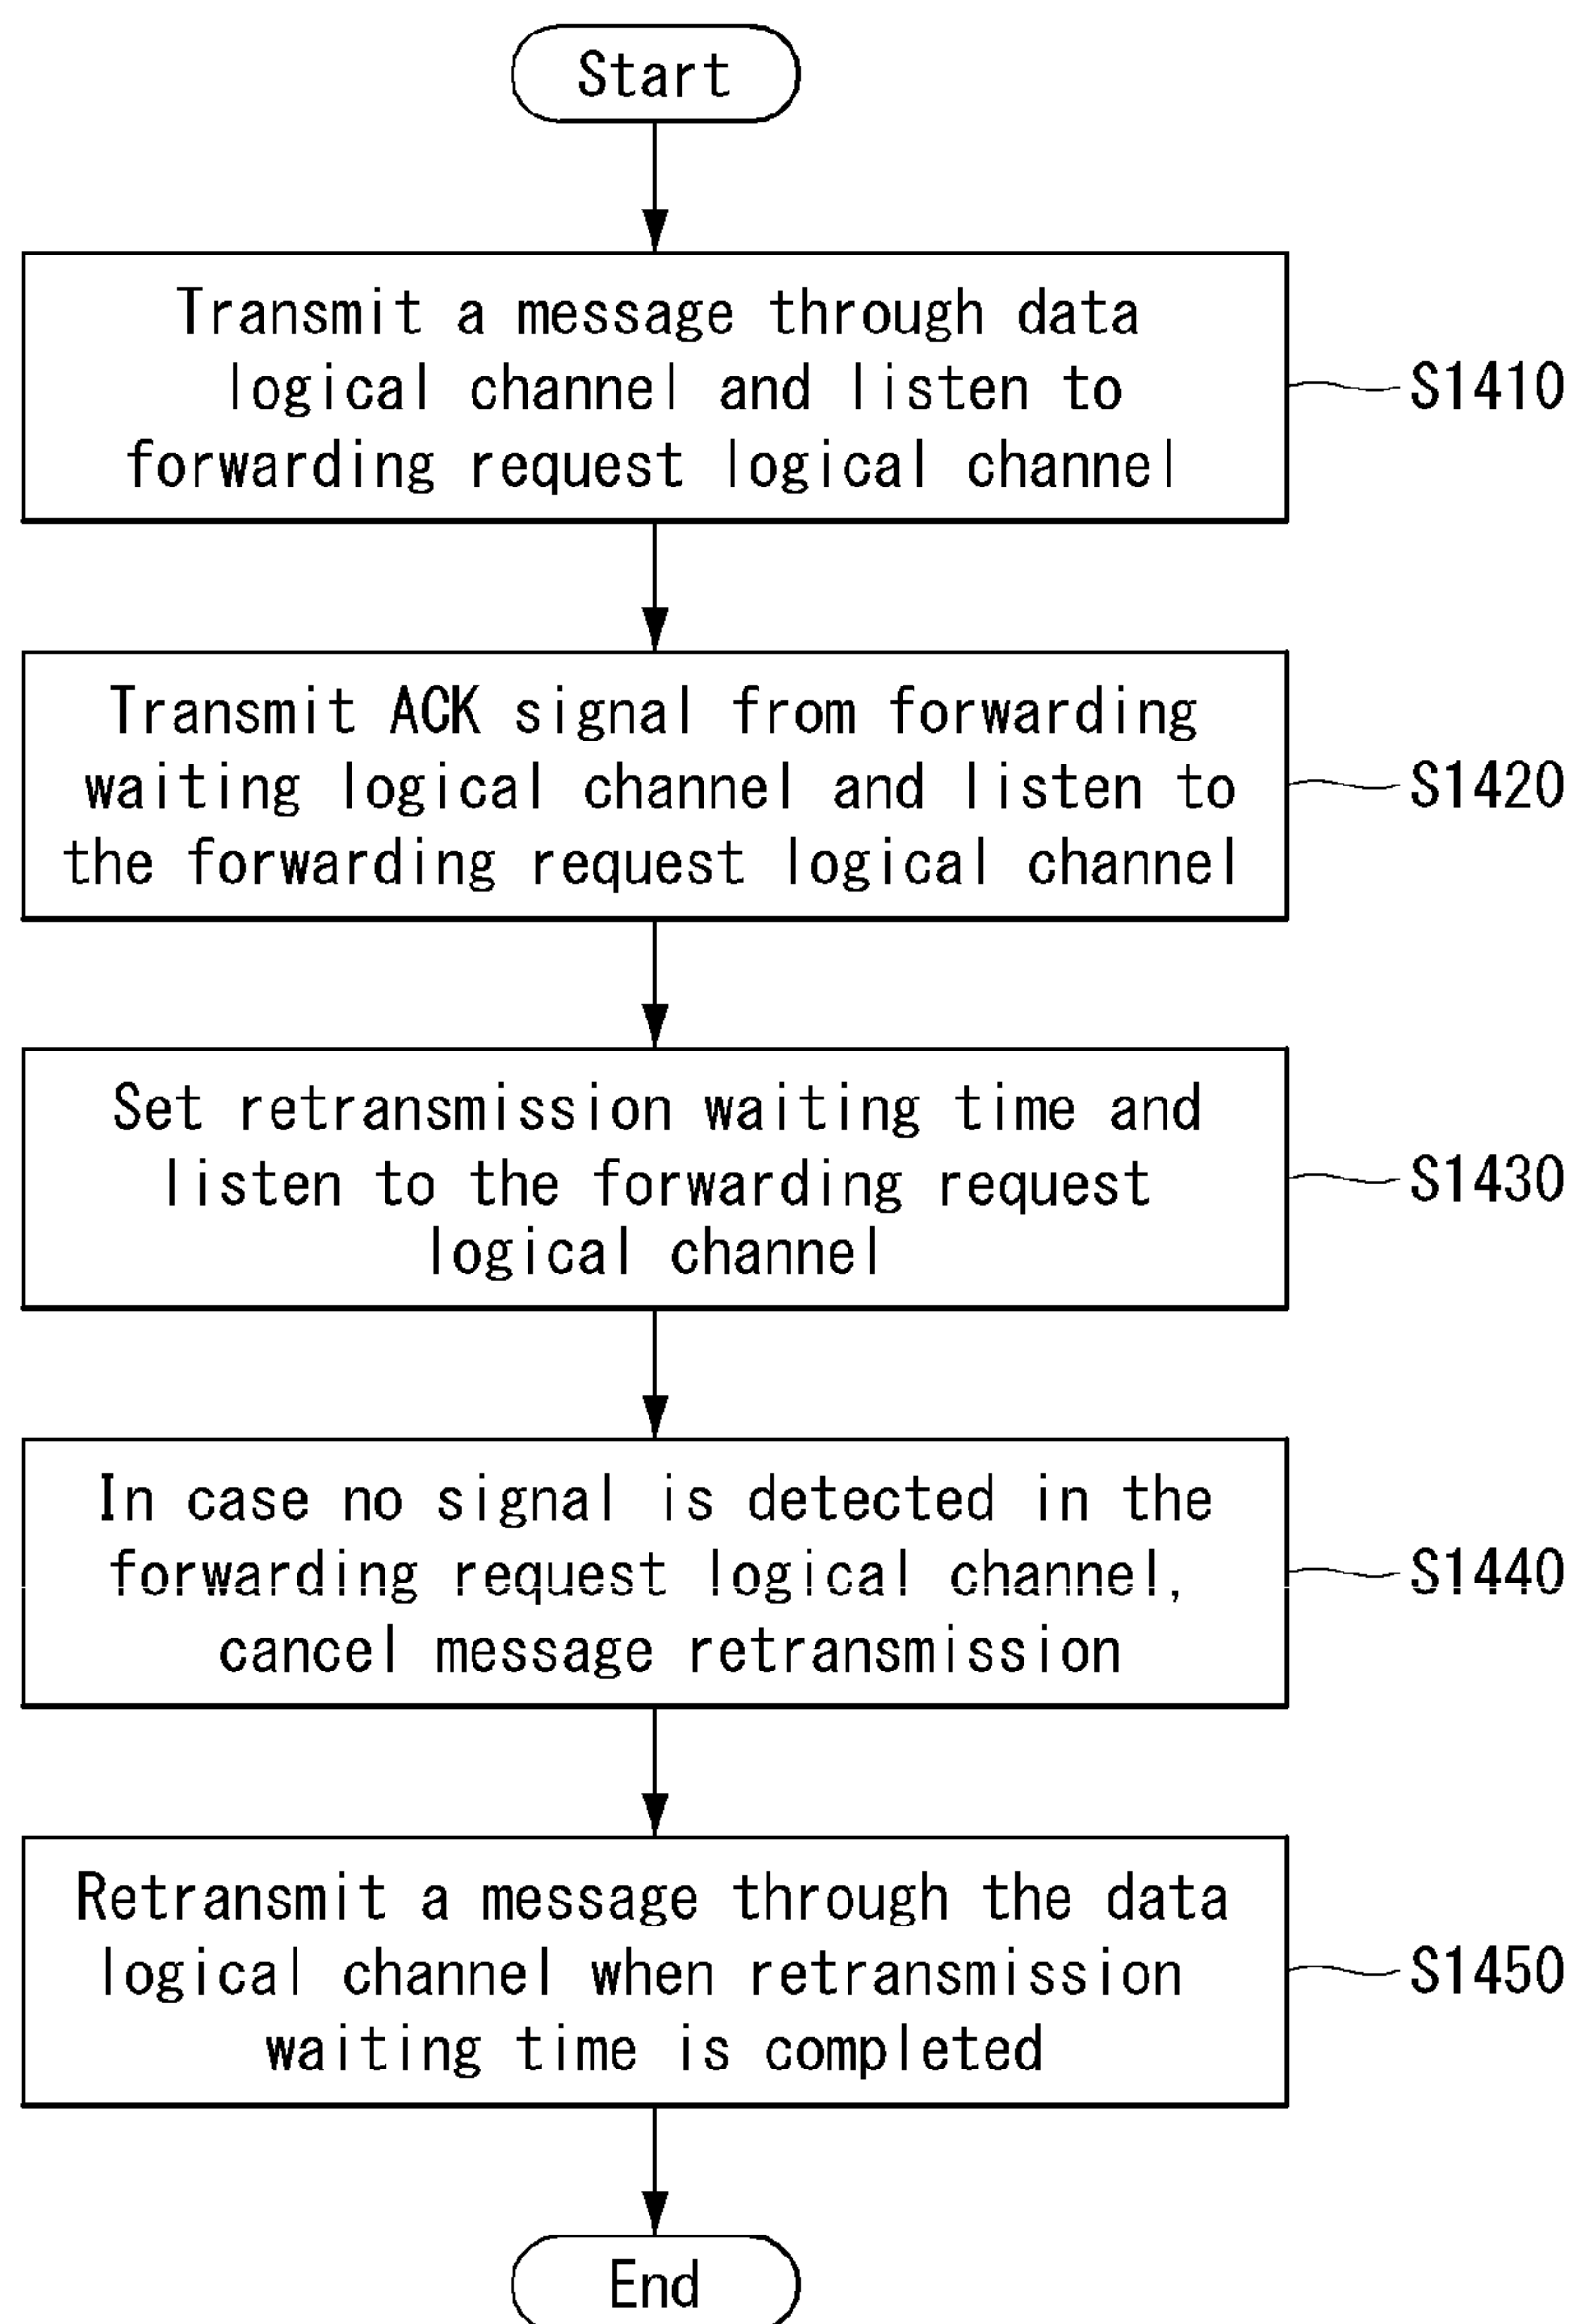 Start
Transmit a message through data
logical channel and listen to
forwarding request logical channel
S1410
Transmit ACK signal from forwarding
waiting logical channel and listen to
the forwarding request logical channel
S1420
Set retransmission waiting time and
listen to the forwarding request
logical channel
S1430
In case no signal is detected in the
forwarding request logical channel,
cancel message retransmission
S1440
Retransmit a message through the data
logical channel when retransmission
waiting time is completed
S1450
End